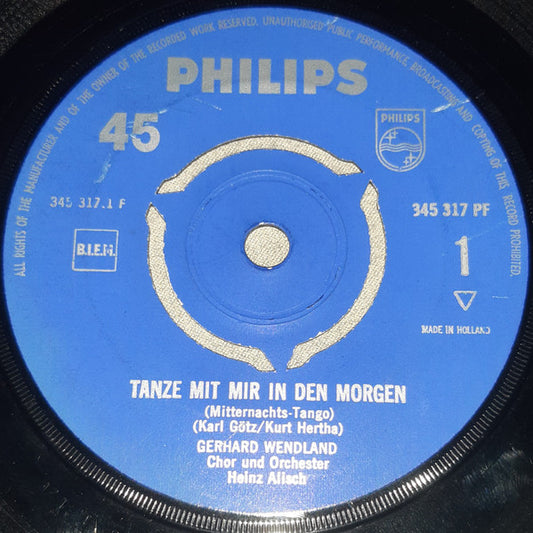 ALL RIGHTS OF THE MANUFACTURER AND OF THE OWNER OF THE RECORDED WORK RESERVED. UNAUTHORISED PUBLIC PERFORMANCE, BROADCASTING AND COPYING OF THIS RECORD PROHIBITED.
PHILIPS
45
PHILIPS
345 317.1 F
345 317 PF
B.I.E.M.
1
MADE IN HOLLAND
TANZE MIT MIR IN DEN MORGEN
(Mitternachts-Tango)
(Karl Götz/Kurt Hertha)
GERHARD WENDLAND
Chor und Orchester
Heinz Alisch